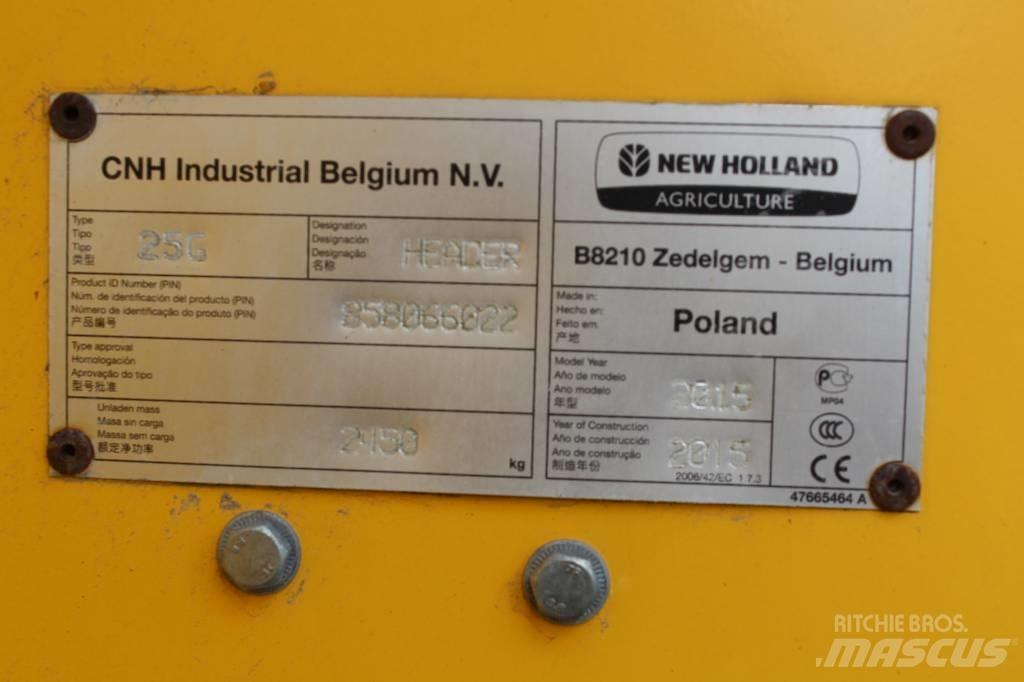 CNH Industrial Belgium N.V.
Type
Tipo
Tipo
类型
25G
Designation
Designación
Designação
名称
HEADER
Product ID Number (PIN)
Núm. de identificación del producto (PIN)
Número de identificação do produto (PIN)
产品编号
858066022
Type approval
Homologación
Aprovação do tipo
型号批准
Unladen mass
Masa sin carga
Massa sem carga
额定净功率
2450
kg
NEW HOLLAND
AGRICULTURE
B8210 Zedelgem - Belgium
Made in:
Hecho en:
Feito em:
产地
Poland
Model Year
Año de modelo
Ano modelo
年型
2015
Year of Construction
Año de construcción
Ano de construção
制造年份
2015
2006/42/EC 1.7.3
MP04
CCC
CE
47665464 A
RITCHIE BROS.
MASCUS